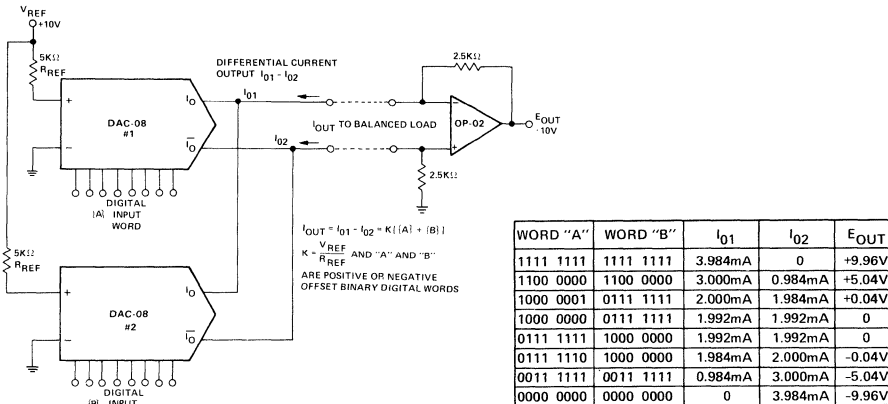 VREF
+10V
5KΩ
RREF
DAC-08
#1
+
−
IO
IO
DIGITAL
{A} INPUT
WORD
DIFFERENTIAL CURRENT
OUTPUT I01 - I02
I01
I02
IOUT TO BALANCED LOAD
2.5KΩ
−
+
OP-02
EOUT
-10V
2.5KΩ
IOUT = I01 - I02 = K{ {A} + {B} }
K = VREF
RREF
AND "A" AND "B"
ARE POSITIVE OR NEGATIVE
OFFSET BINARY DIGITAL WORDS
5KΩ
RREF
DAC-08
#2
+
−
IO
IO
DIGITAL
{B} INPUT
WORD "A" WORD "B" I01 I02 EOUT
1111 1111 1111 1111 3.984mA 0 +9.96V
1100 0000 1100 0000 3.000mA 0.984mA +5.04V
1000 0001 0111 1111 2.000mA 1.984mA +0.04V
1000 0000 0111 1111 1.992mA 1.992mA 0
0111 1111 1000 0000 1.992mA 1.992mA 0
0111 1110 1000 0000 1.984mA 2.000mA -0.04V
0011 1111 0011 1111 0.984mA 3.000mA -5.04V
0000 0000 0000 0000 0 3.984mA -9.96V